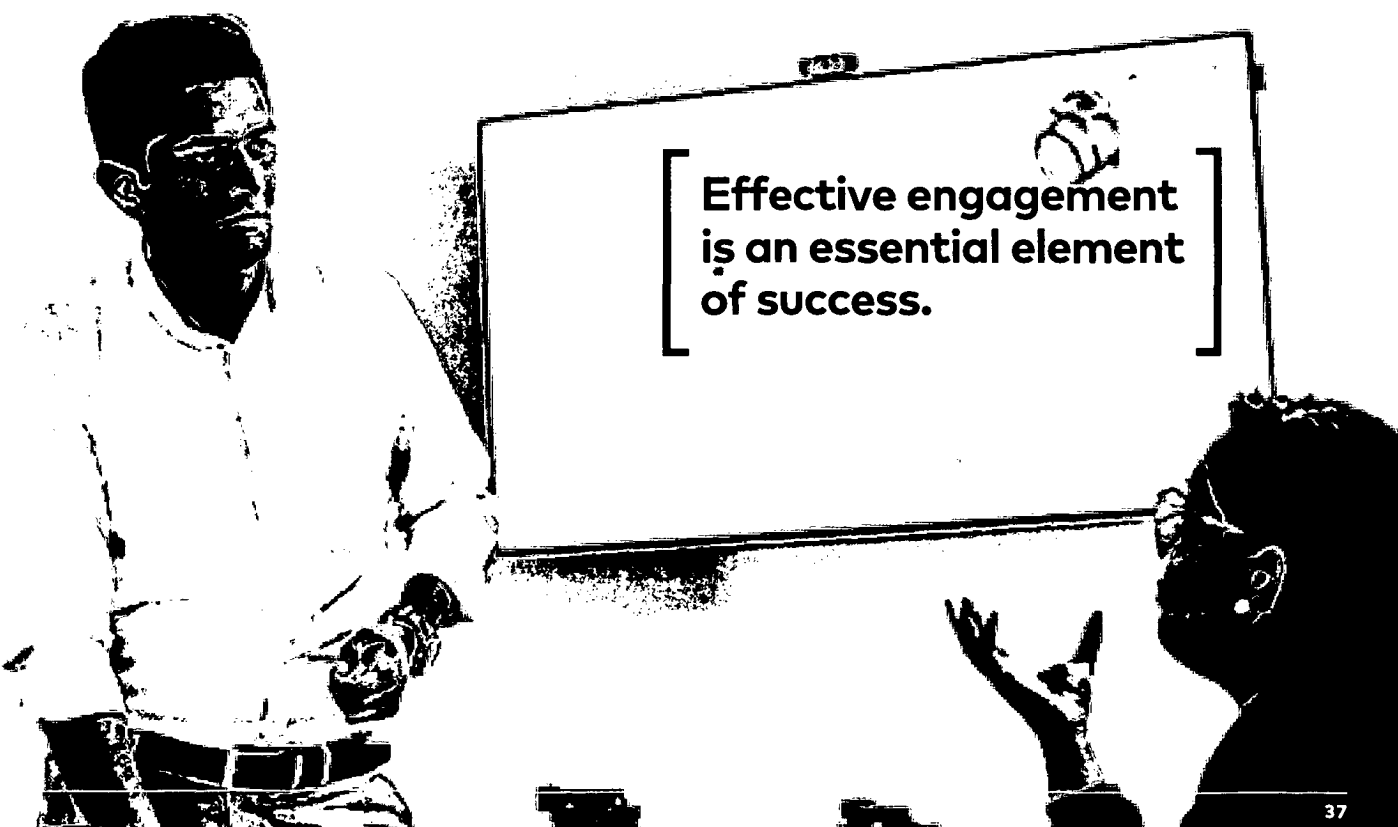 Effective engagement
is an essential element
of success.
37